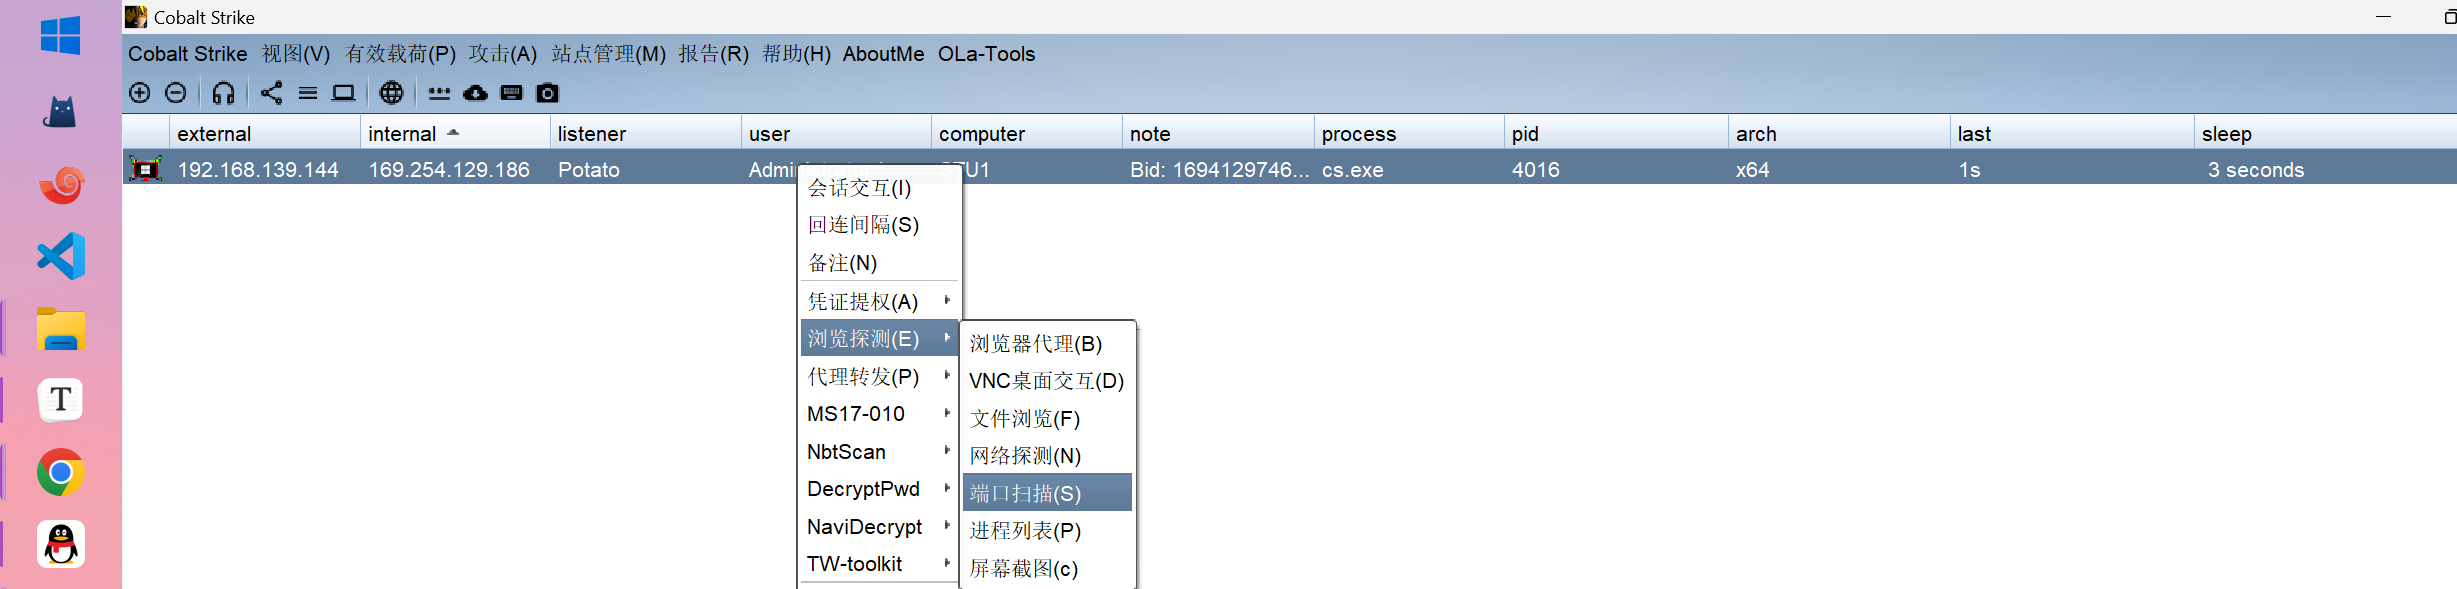 Cobalt Strike
Cobalt Strike 视图(V) 有效载荷(P) 攻击(A) 站点管理(M) 报告(R) 帮助(H) AboutMe OLa-Tools
external internal listener user computer note process pid arch last sleep
192.168.139.144 169.254.129.186 Potato Admi TU1 Bid: 1694129746... cs.exe 4016 x64 1s 3 seconds
会话交互(I)
回连间隔(S)
备注(N)
凭证提权(A)
浏览探测(E)
代理转发(P)
MS17-010
NbtScan
DecryptPwd
NaviDecrypt
TW-toolkit
浏览器代理(B)
VNC桌面交互(D)
文件浏览(F)
网络探测(N)
端口扫描(S)
进程列表(P)
屏幕截图(c)
T